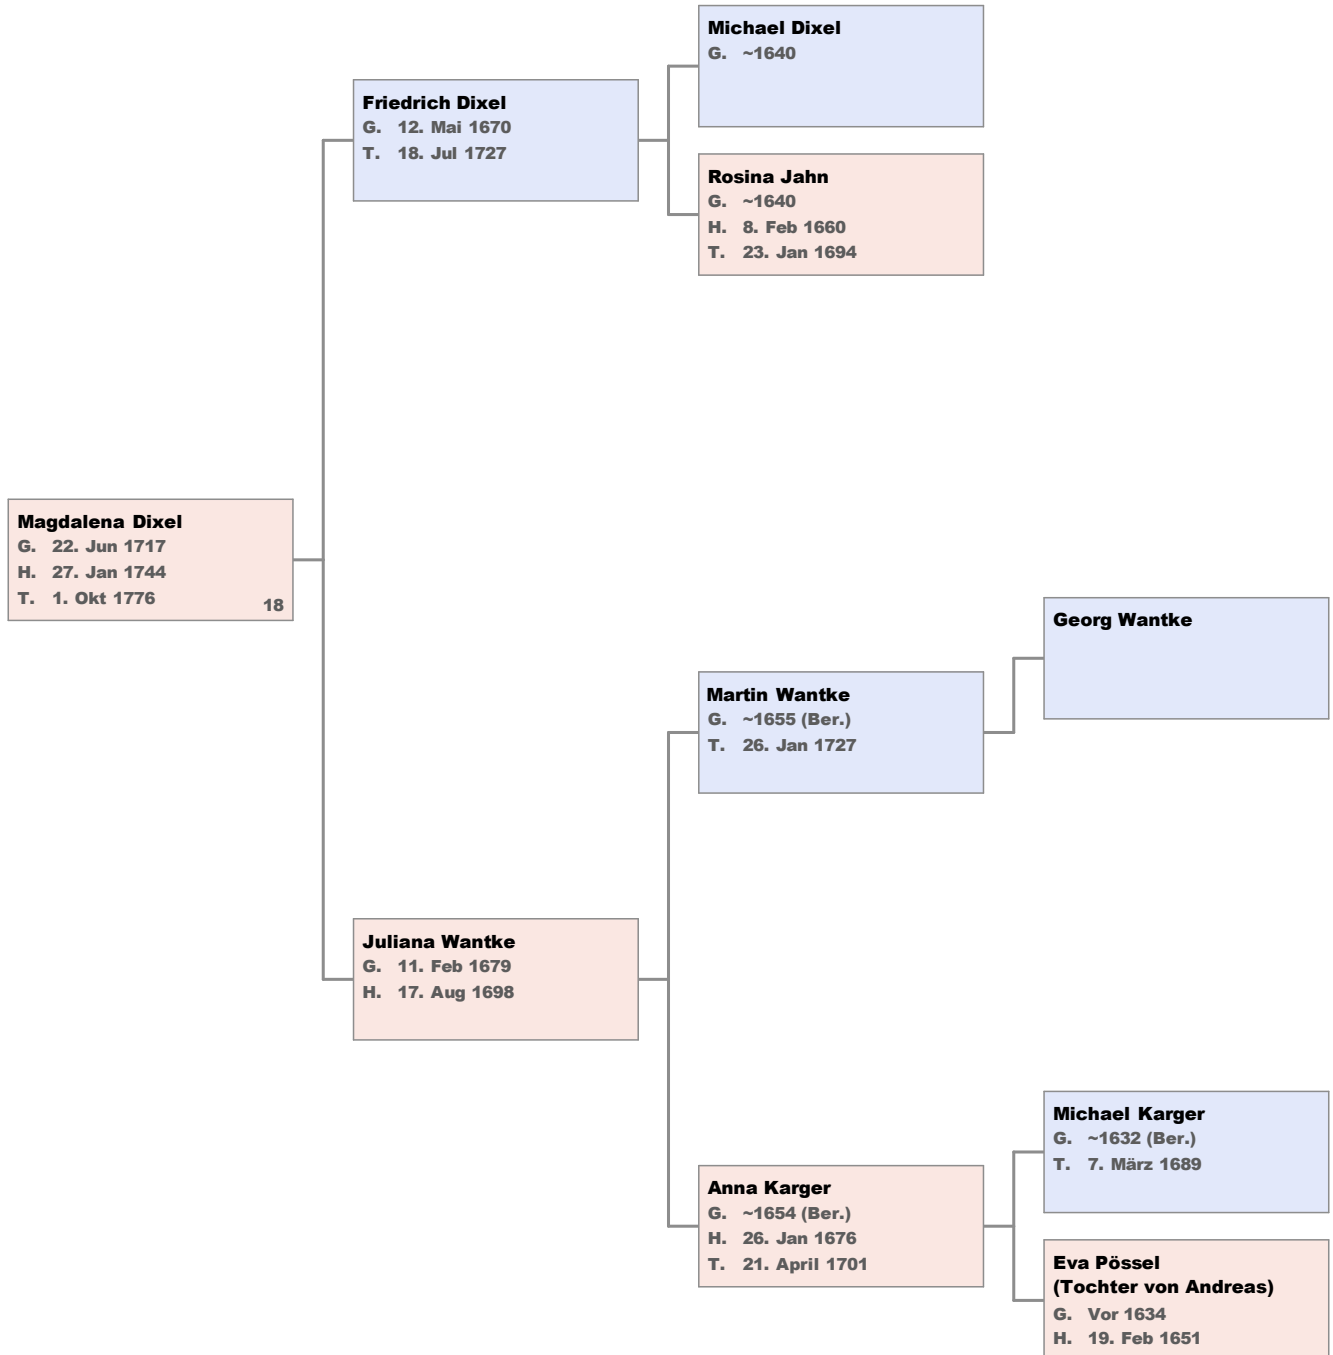 Michael Dixel
G. ~1640
Friedrich Dixel
G. 12. Mai 1670
T. 18. Jul 1727
Rosina Jahn
G. ~1640
H. 8. Feb 1660
T. 23. Jan 1694
Magdalena Dixel
G. 22. Jun 1717
H. 27. Jan 1744
T. 1. Okt 1776
18
Georg Wantke
Martin Wantke
G. ~1655 (Ber.)
T. 26. Jan 1727
Juliana Wantke
G. 11. Feb 1679
H. 17. Aug 1698
Michael Karger
G. ~1632 (Ber.)
T. 7. März 1689
Anna Karger
G. ~1654 (Ber.)
H. 26. Jan 1676
T. 21. April 1701
Eva Pössel
(Tochter von Andreas)
G. Vor 1634
H. 19. Feb 1651